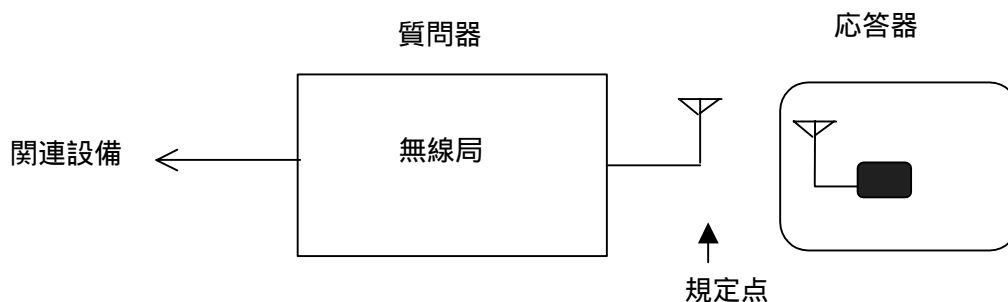 質問器
応答器
関連設備
無線局
規定点